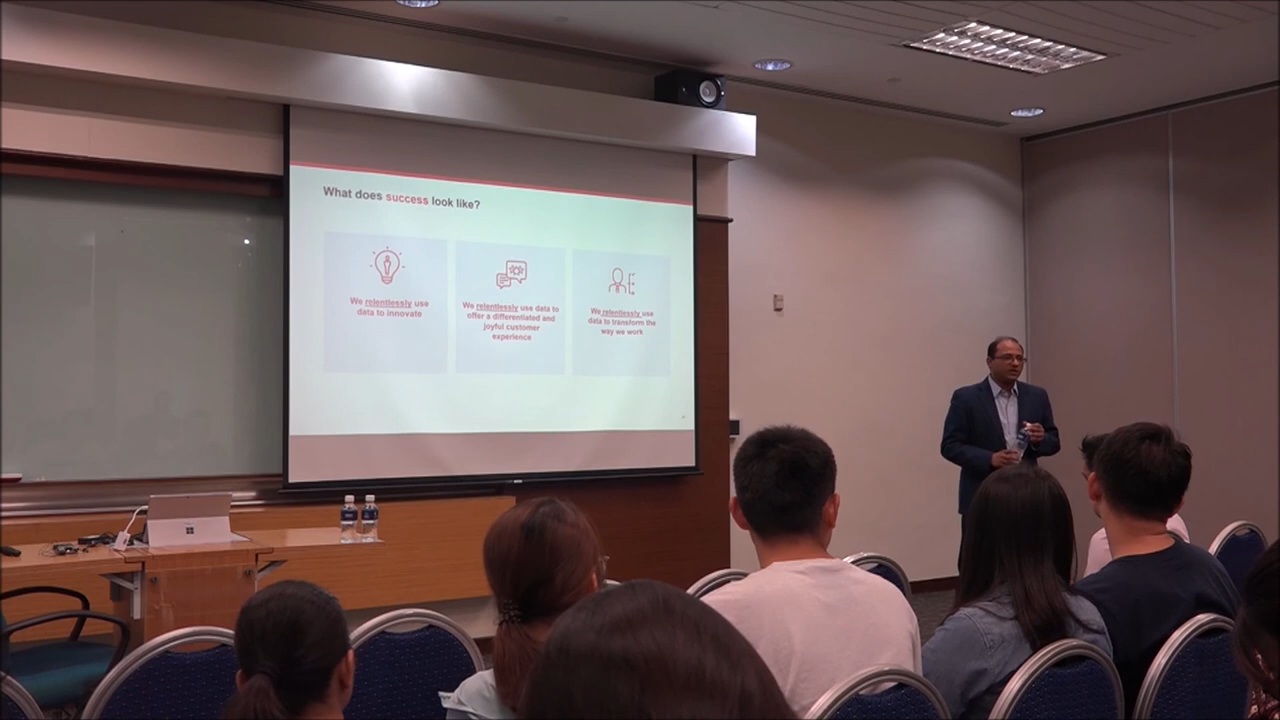 What does success look like?
We relentlessly use
data to innovate
We relentlessly use data to
offer a differentiated and
joyful customer
experience
We relentlessly use
data to transform the
way we work